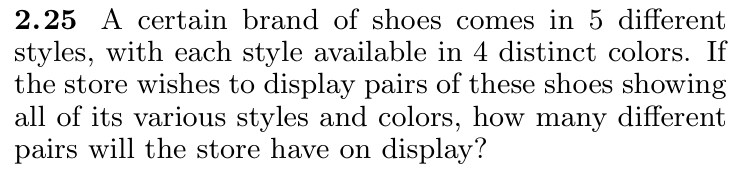 2.25 A certain brand of shoes comes in 5 different
styles, with each style available in 4 distinct colors. If
the store wishes to display pairs of these shoes showing
all of its various styles and colors, how many different
pairs will the store have on display?